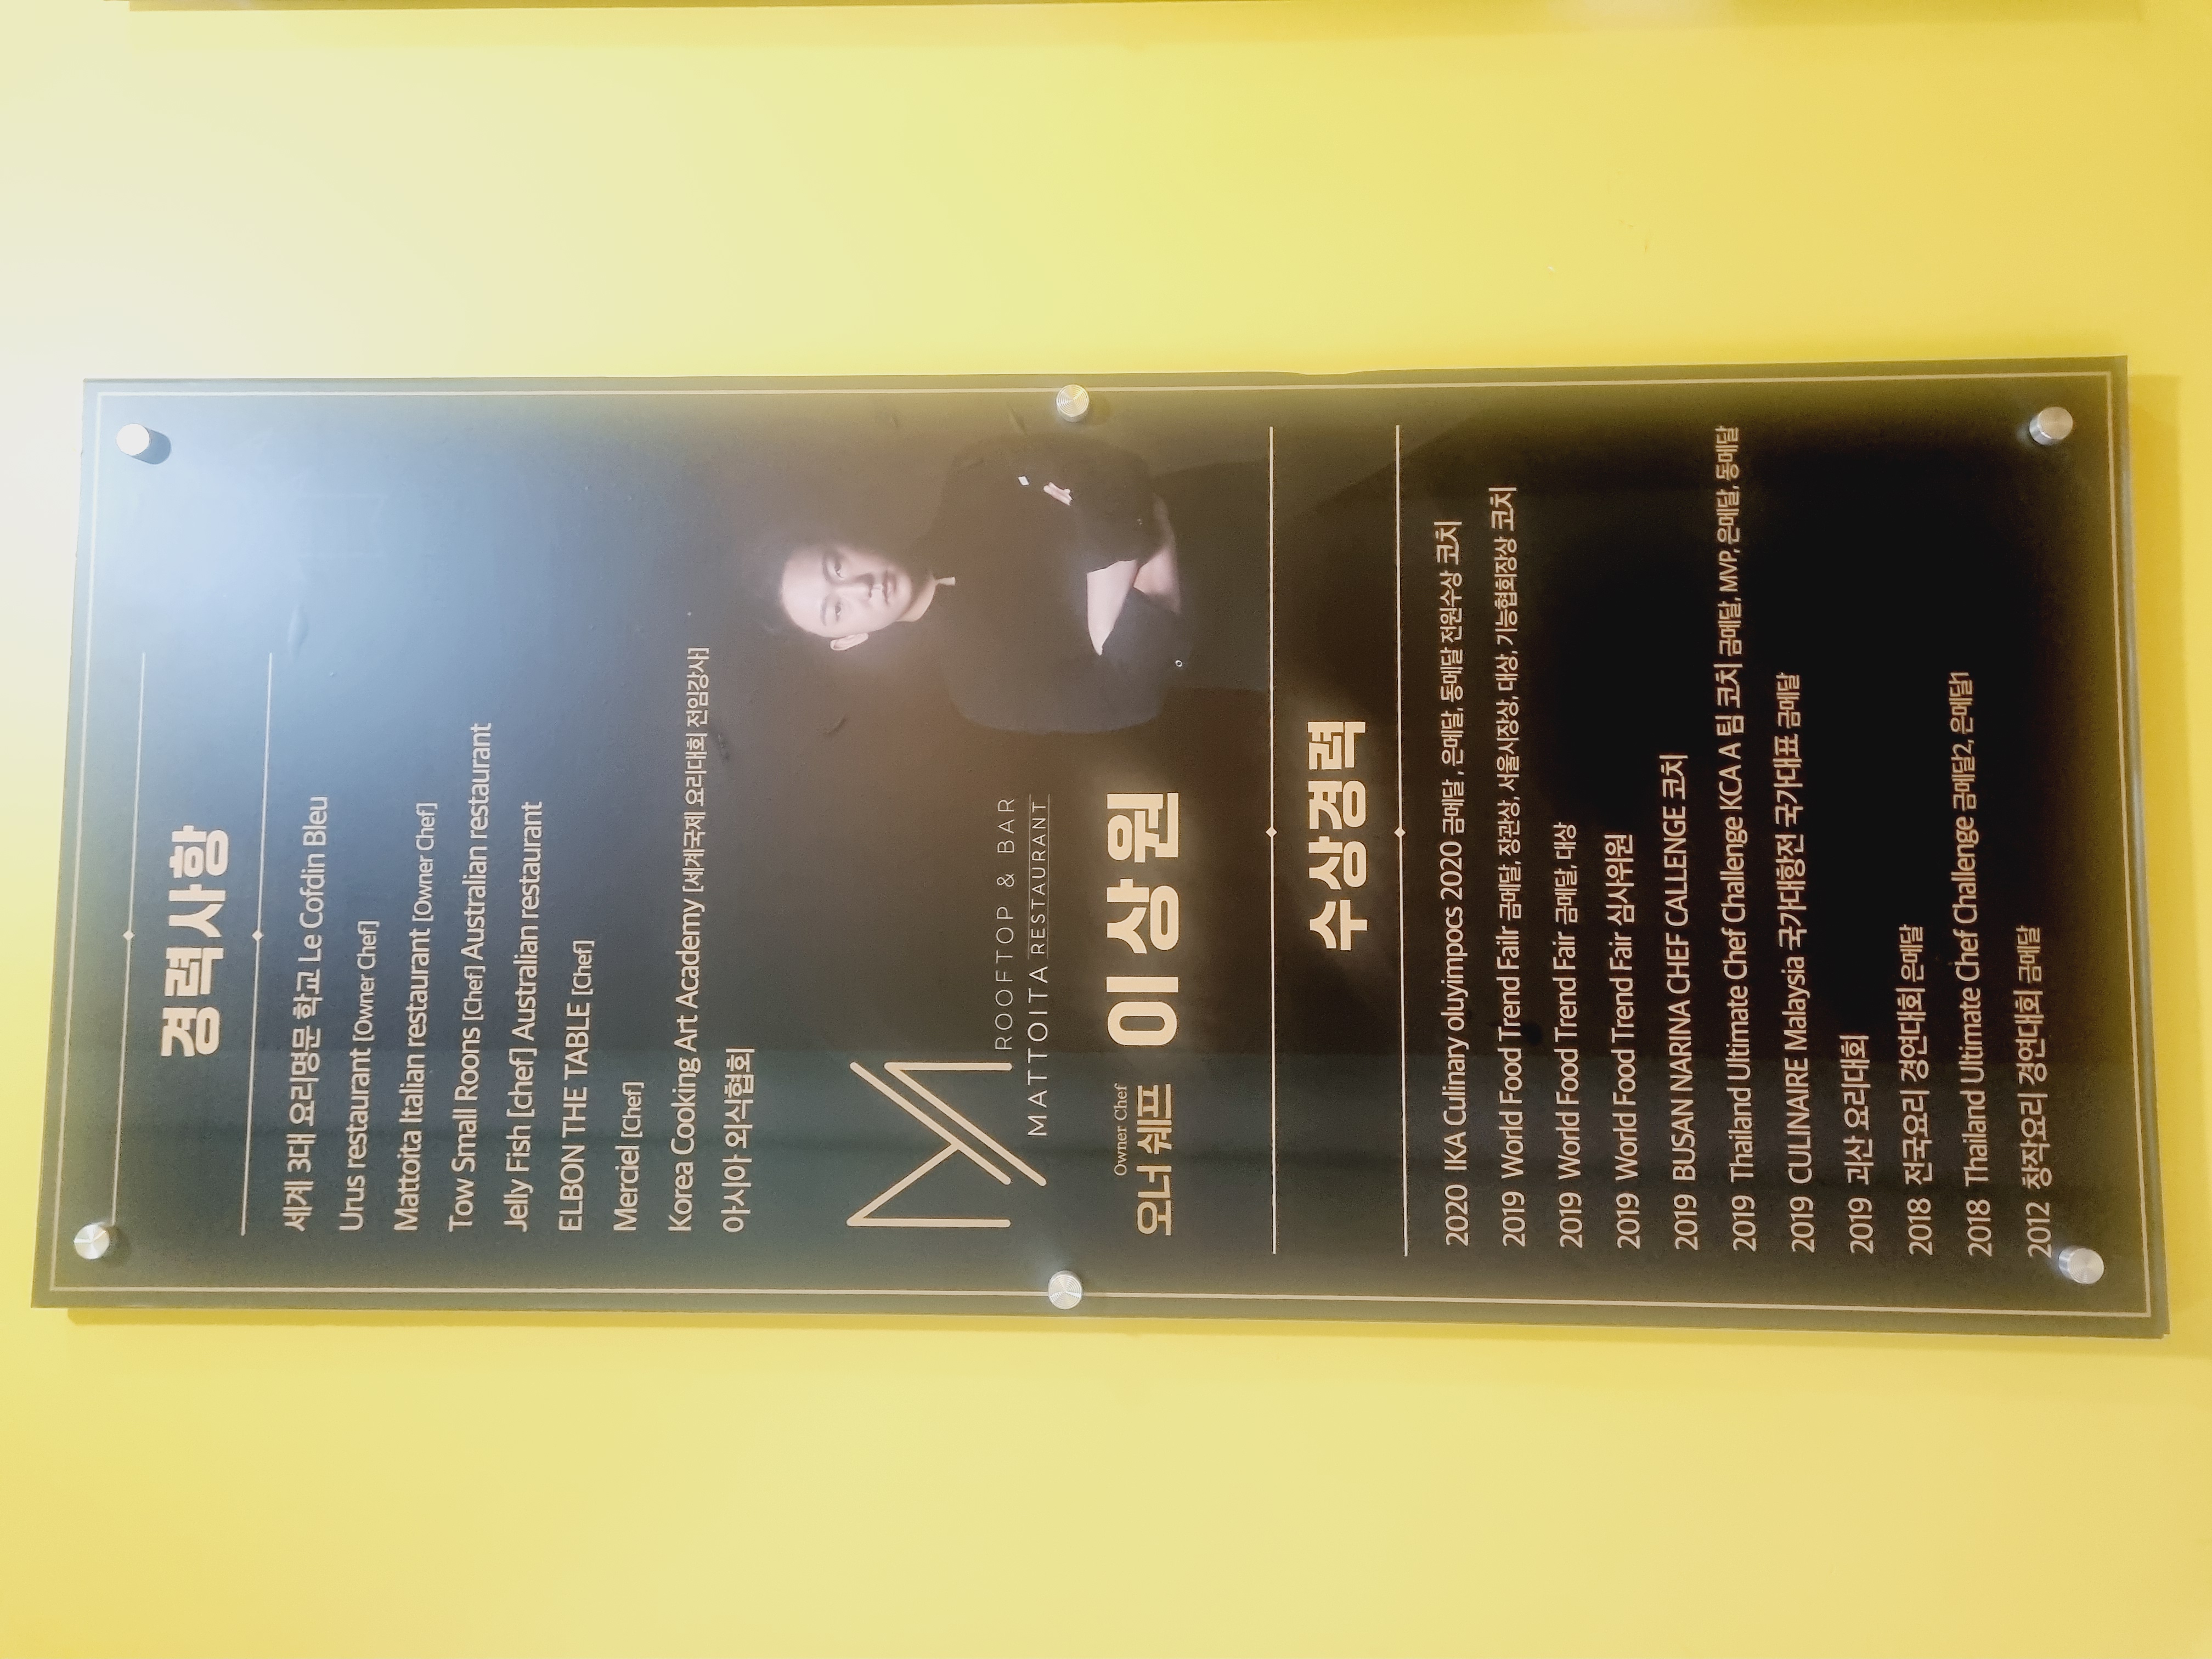 경력사항
세계 3대 요리명문 학교 Le Cofdin Bleu
Urus restaurant [Owner Chef]
Mattoita Italian restaurant [Owner Chef]
Tow Small Roons [Chef] Australian restaurant
Jelly Fish [chef] Australian restaurant
ELBON THE TABLE [Chef]
Merciel [Chef]
Korea Cooking Art Academy [세계국제 요리대회 전임강사]
아시아 외식협회
ROOFTOP & BAR
MATTOITA RESTAURANT
Owner Chef
오너 쉐프 이상원
수상경력
2020 IKA Culinary oluyimpocs 2020 금메달, 은메달, 동메달 전원수상 코치
2019 World Food Trend Failr 금메달, 장관상, 서울시장상, 대상, 기능협회장상 코치
2019 World Food Trend Fair 금메달, 대상
2019 World Food Trend Fair 심사위원
2019 BUSAN NARINA CHEF CALLENGE 코치
2019 Thailand Ultimate Chef Challenge KCA A 팀 코치 금메달, MVP, 은메달, 동메달
2019 CULINAIRE Malaysia 국가대항전 국가대표 금메달
2019 괴산 요리대회
2018 전국요리 경연대회 은메달
2018 Thailand Ultimate Chef Challenge 금메달2, 은메달1
2012 창작요리 경연대회 금메달